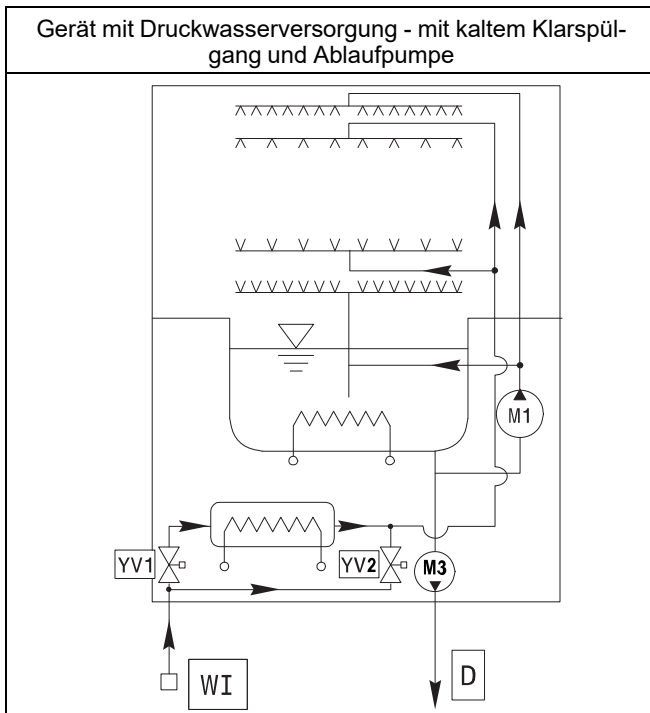 Gerät mit Druckwasserversorgung - mit kaltem Klarspül-
gang und Ablaufpumpe
M1
YV1
YV2
M3
WI
D